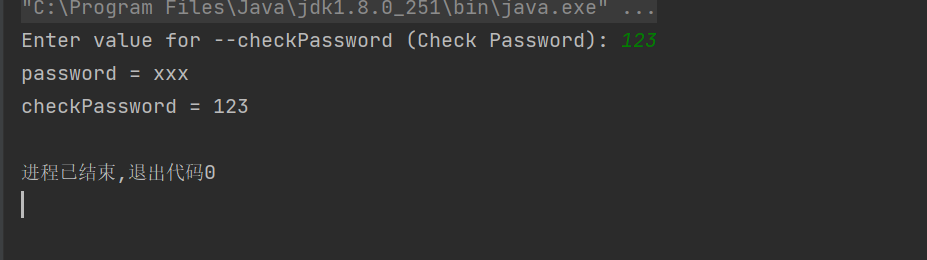 "C:\Program Files\Java\jdk1.8.0_251\bin\java.exe" ...
Enter value for --checkPassword (Check Password): 123
password = xxx
checkPassword = 123
进程已结束,退出代码0